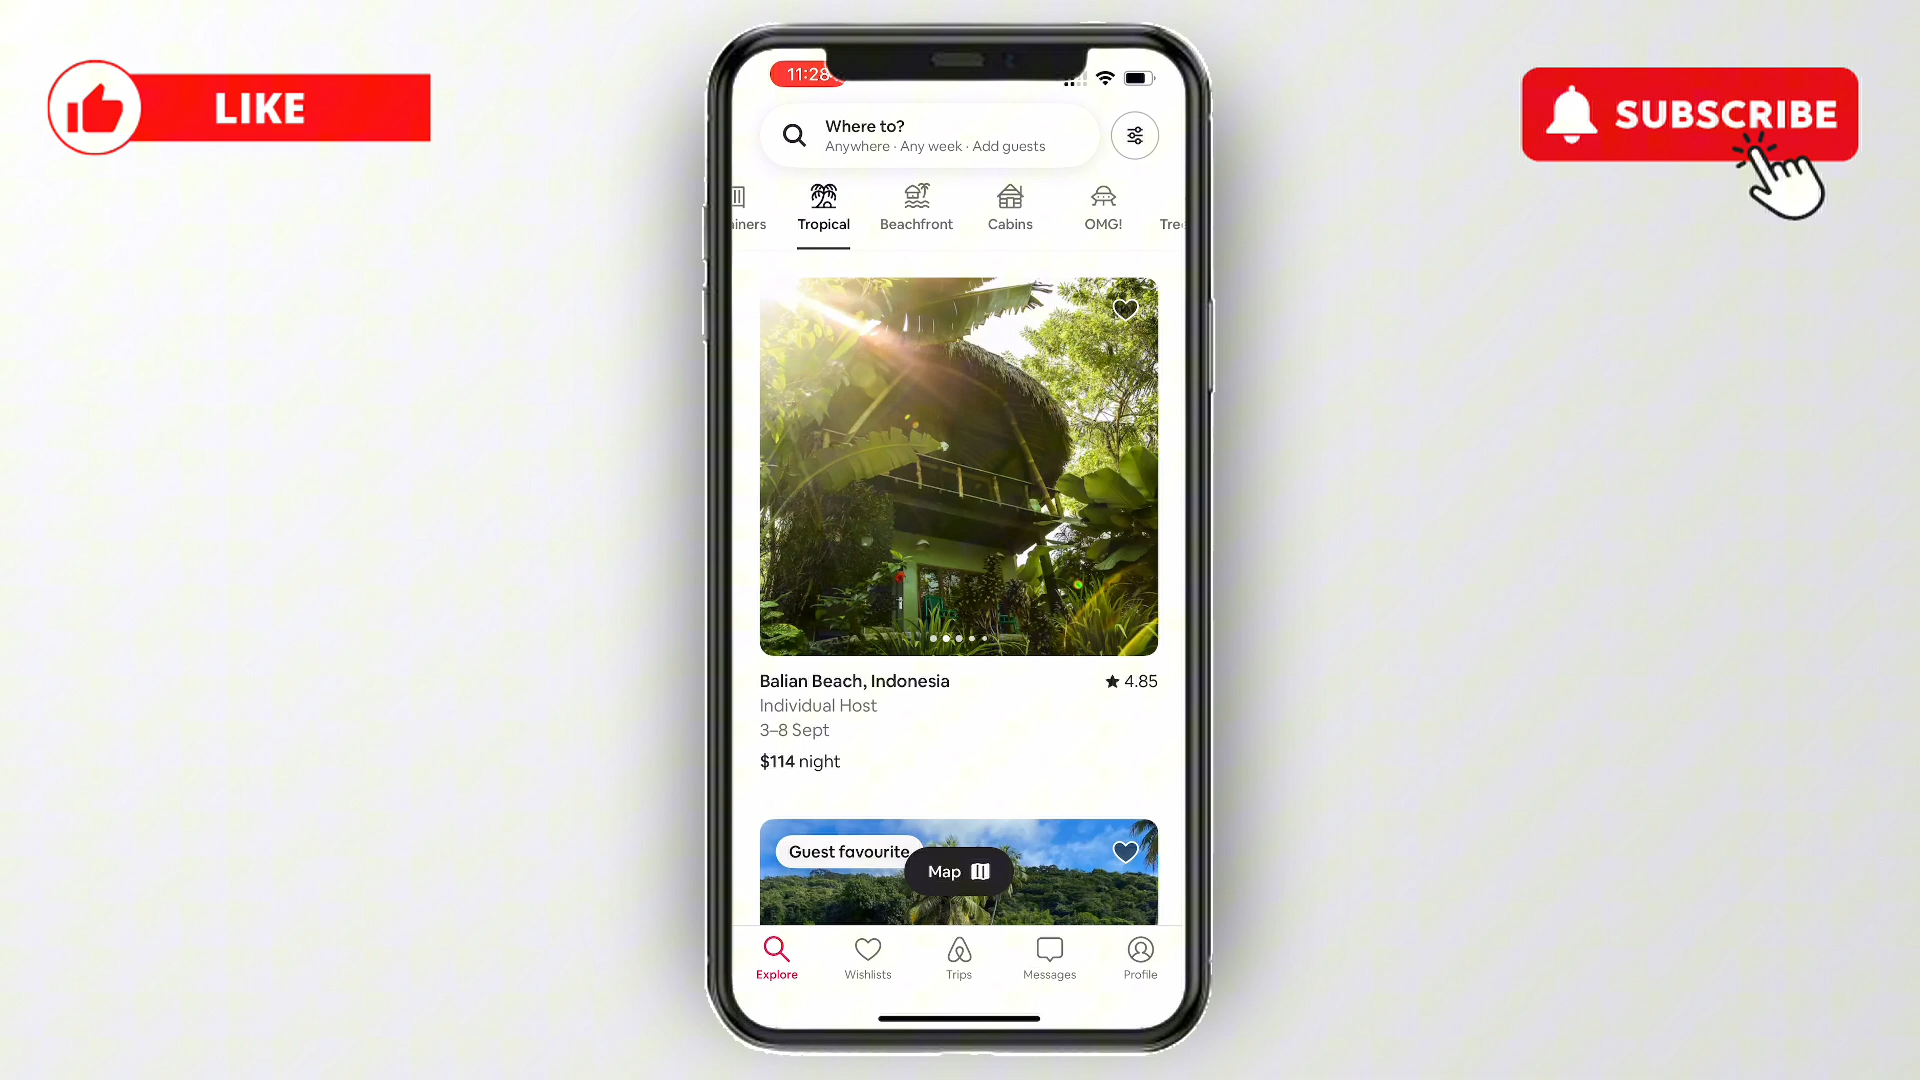 LIKE
SUBSCRIBE
11:28
Where to?
Anywhere · Any week · Add guests
iners
Tropical
Beachfront
Cabins
OMG!
Tre
Balian Beach, Indonesia
★ 4.85
Individual Host
3–8 Sept
$114 night
Guest favourite
Map
Explore
Wishlists
Trips
Messages
Profile